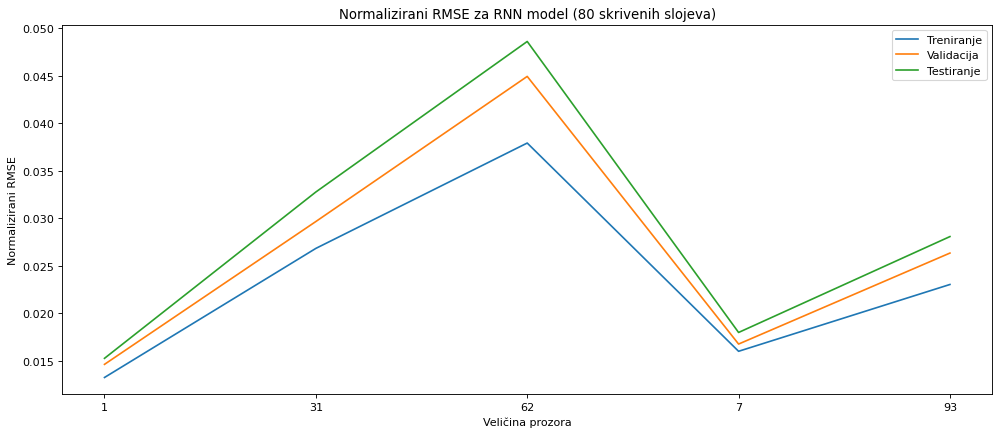 Normalizirani RMSE za RNN model (80 skrivenih slojeva)
Treniranje
Validacija
Testiranje
Normalizirani RMSE
0.050
0.045
0.040
0.035
0.030
0.025
0.020
0.015
1 31 62 7 93
Veličina prozora